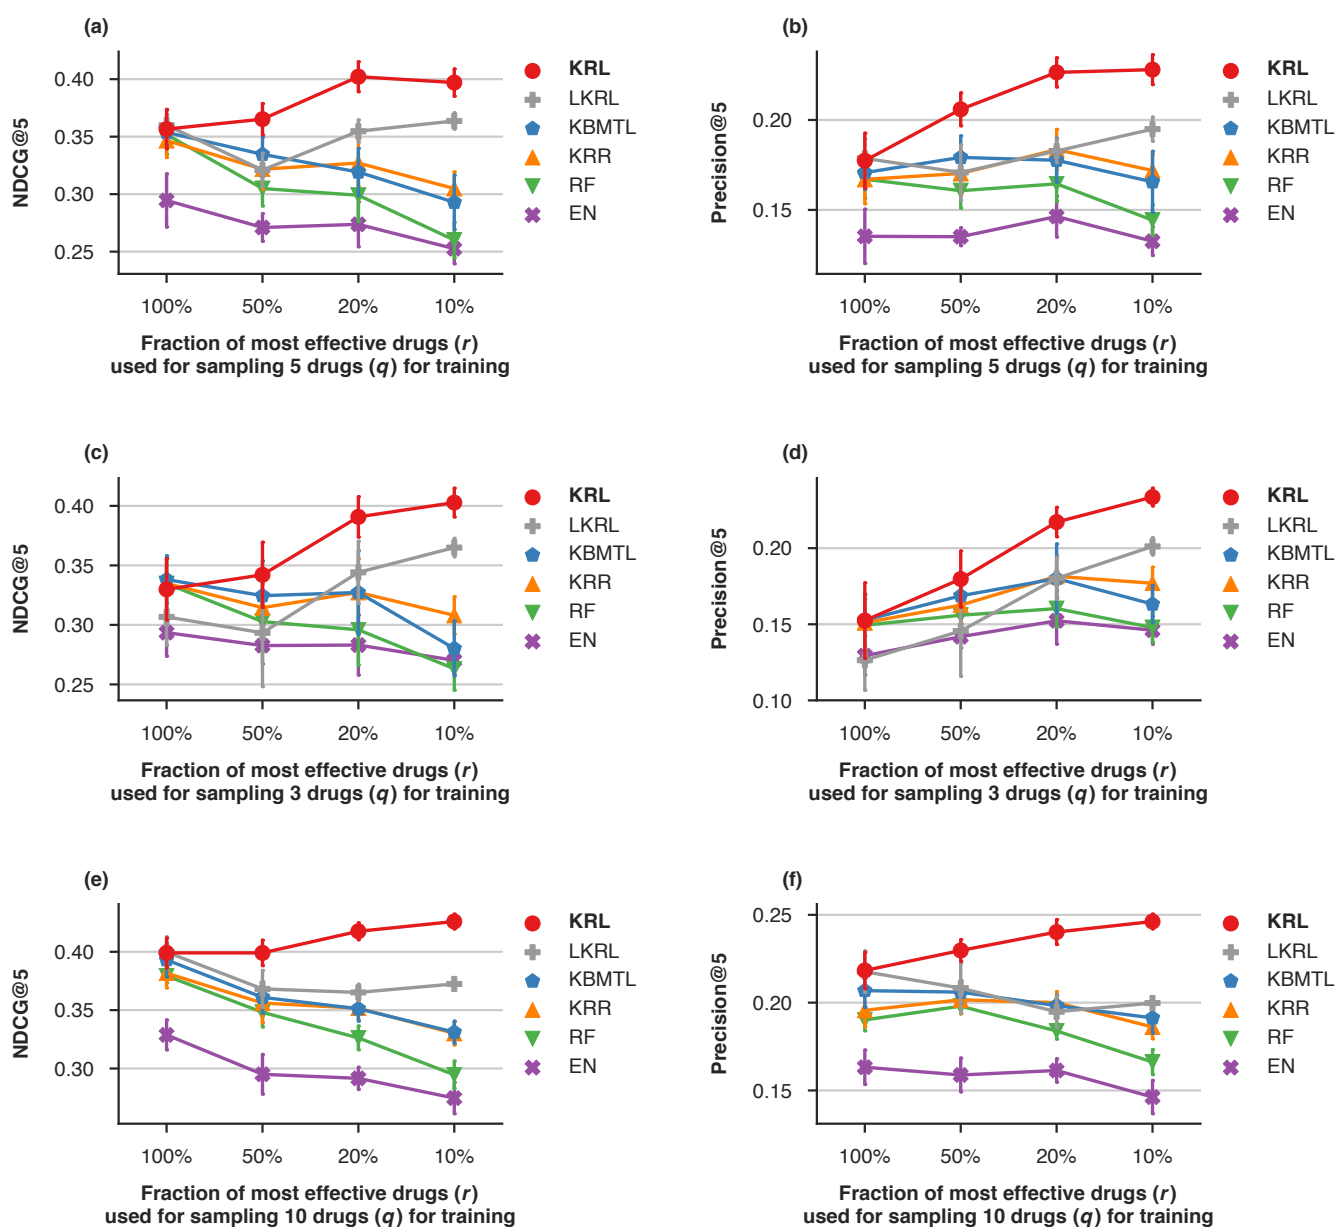 (a)
NDCG@5
0.40
0.35
0.30
0.25
100% 50% 20% 10%
Fraction of most effective drugs (r)
used for sampling 5 drugs (q) for training
KRL
LKRL
KBMTL
KRR
RF
EN
(b)
Precision@5
0.20
0.15
100% 50% 20% 10%
Fraction of most effective drugs (r)
used for sampling 5 drugs (q) for training
KRL
LKRL
KBMTL
KRR
RF
EN
(c)
NDCG@5
0.40
0.35
0.30
0.25
100% 50% 20% 10%
Fraction of most effective drugs (r)
used for sampling 3 drugs (q) for training
KRL
LKRL
KBMTL
KRR
RF
EN
(d)
Precision@5
0.20
0.15
0.10
100% 50% 20% 10%
Fraction of most effective drugs (r)
used for sampling 3 drugs (q) for training
KRL
LKRL
KBMTL
KRR
RF
EN
(e)
NDCG@5
0.40
0.35
0.30
100% 50% 20% 10%
Fraction of most effective drugs (r)
used for sampling 10 drugs (q) for training
KRL
LKRL
KBMTL
KRR
RF
EN
(f)
Precision@5
0.25
0.20
0.15
100% 50% 20% 10%
Fraction of most effective drugs (r)
used for sampling 10 drugs (q) for training
KRL
LKRL
KBMTL
KRR
RF
EN